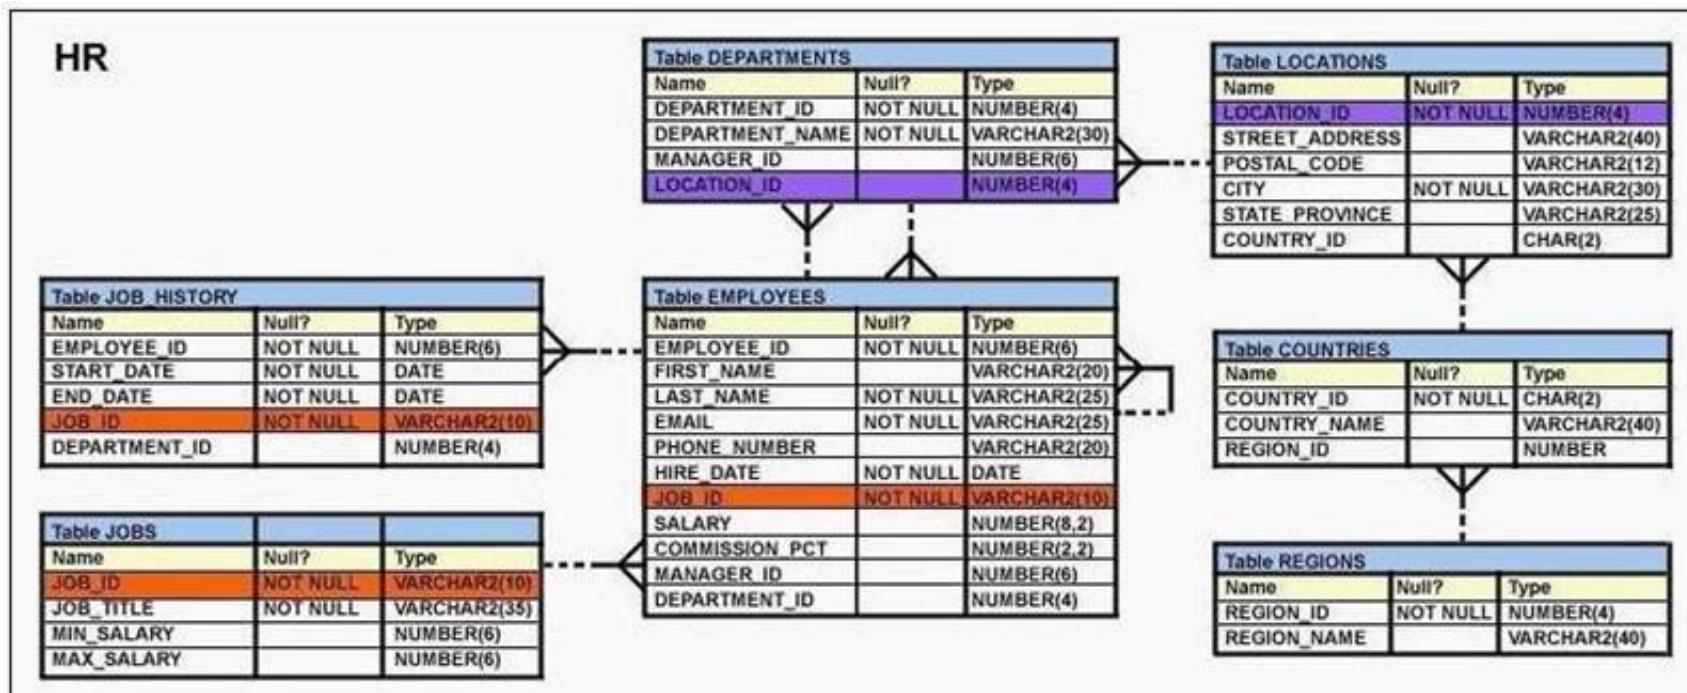 HR
Table DEPARTMENTS
Name Null? Type
DEPARTMENT_ID NOT NULL NUMBER(4)
DEPARTMENT_NAME NOT NULL VARCHAR2(30)
MANAGER_ID NUMBER(6)
LOCATION_ID NUMBER(4)
Table LOCATIONS
Name Null? Type
LOCATION_ID NOT NULL NUMBER(4)
STREET_ADDRESS VARCHAR2(40)
POSTAL_CODE VARCHAR2(12)
CITY NOT NULL VARCHAR2(30)
STATE_PROVINCE VARCHAR2(25)
COUNTRY_ID CHAR(2)
Table JOB_HISTORY
Name Null? Type
EMPLOYEE_ID NOT NULL NUMBER(6)
START_DATE NOT NULL DATE
END_DATE NOT NULL DATE
JOB_ID NOT NULL VARCHAR2(10)
DEPARTMENT_ID NUMBER(4)
Table EMPLOYEES
Name Null? Type
EMPLOYEE_ID NOT NULL NUMBER(6)
FIRST_NAME VARCHAR2(20)
LAST_NAME NOT NULL VARCHAR2(25)
EMAIL NOT NULL VARCHAR2(25)
PHONE_NUMBER VARCHAR2(20)
HIRE_DATE NOT NULL DATE
JOB_ID NOT NULL VARCHAR2(10)
SALARY NUMBER(8,2)
COMMISSION_PCT NUMBER(2,2)
MANAGER_ID NUMBER(6)
DEPARTMENT_ID NUMBER(4)
Table COUNTRIES
Name Null? Type
COUNTRY_ID NOT NULL CHAR(2)
COUNTRY_NAME VARCHAR2(40)
REGION_ID NUMBER
Table JOBS
Name Null? Type
JOB_ID NOT NULL VARCHAR2(10)
JOB_TITLE NOT NULL VARCHAR2(35)
MIN_SALARY NUMBER(6)
MAX_SALARY NUMBER(6)
Table REGIONS
Name Null? Type
REGION_ID NOT NULL NUMBER(4)
REGION_NAME VARCHAR2(40)